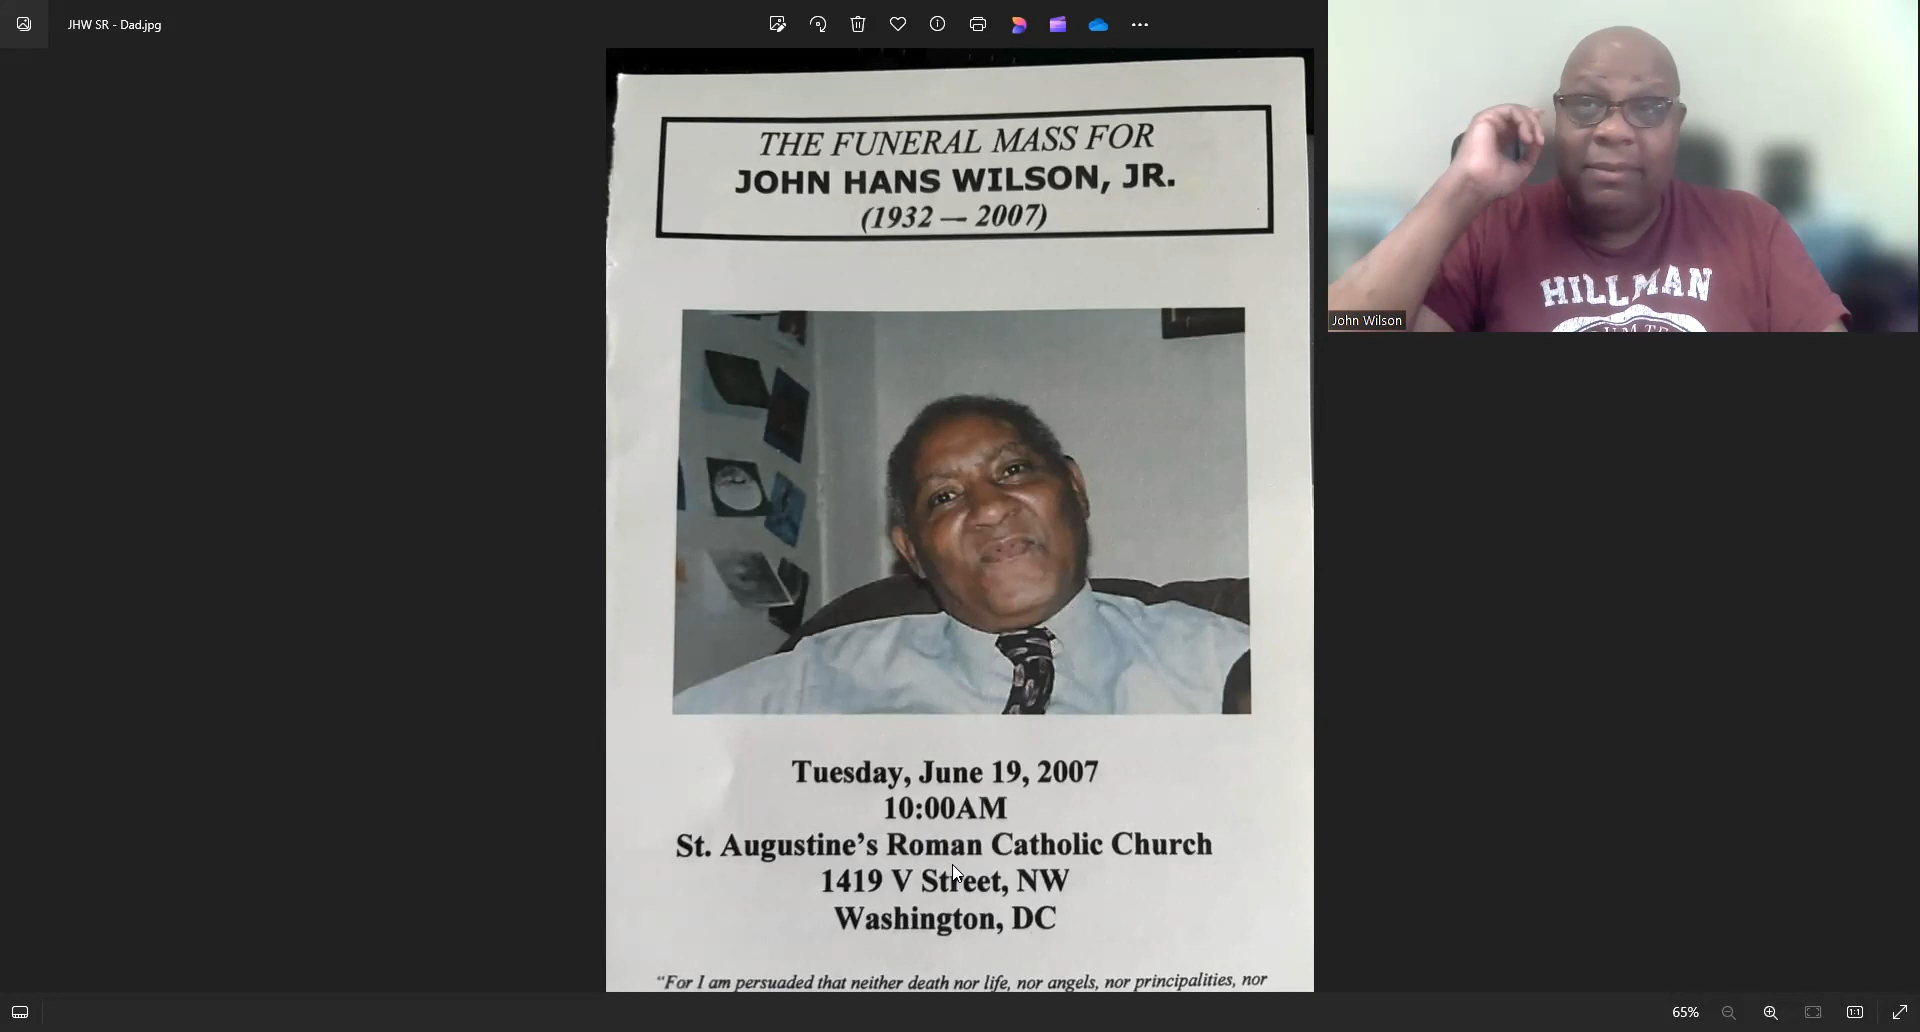 JHW SR - Dad.jpg
THE FUNERAL MASS FOR
JOHN HANS WILSON, JR.
(1932 — 2007)
Tuesday, June 19, 2007
10:00AM
St. Augustine's Roman Catholic Church
1419 V Street, NW
Washington, DC
"For I am persuaded that neither death nor life, nor angels, nor principalities, nor
HILLMAN
John Wilson
65%
1:1